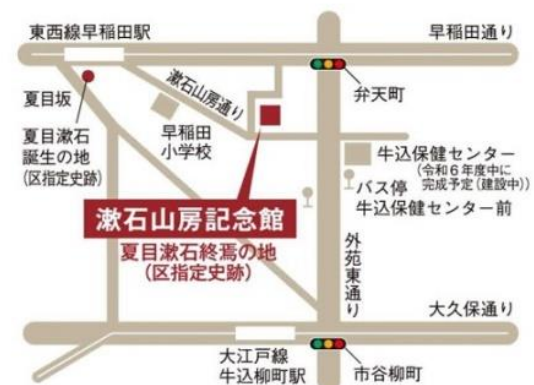 東西線早稲田駅
早稲田通り
夏目坂
夏目漱石
誕生の地
(区指定史跡)
漱石山房通り
早稲田
小学校
弁天町
牛込保健センター
(令和6年度中に
完成予定(建設中))
バス停
牛込保健センター前
漱石山房記念館
夏目漱石終焉の地
(区指定史跡)
外苑東通り
大久保通り
大江戸線
牛込柳町駅
市谷柳町